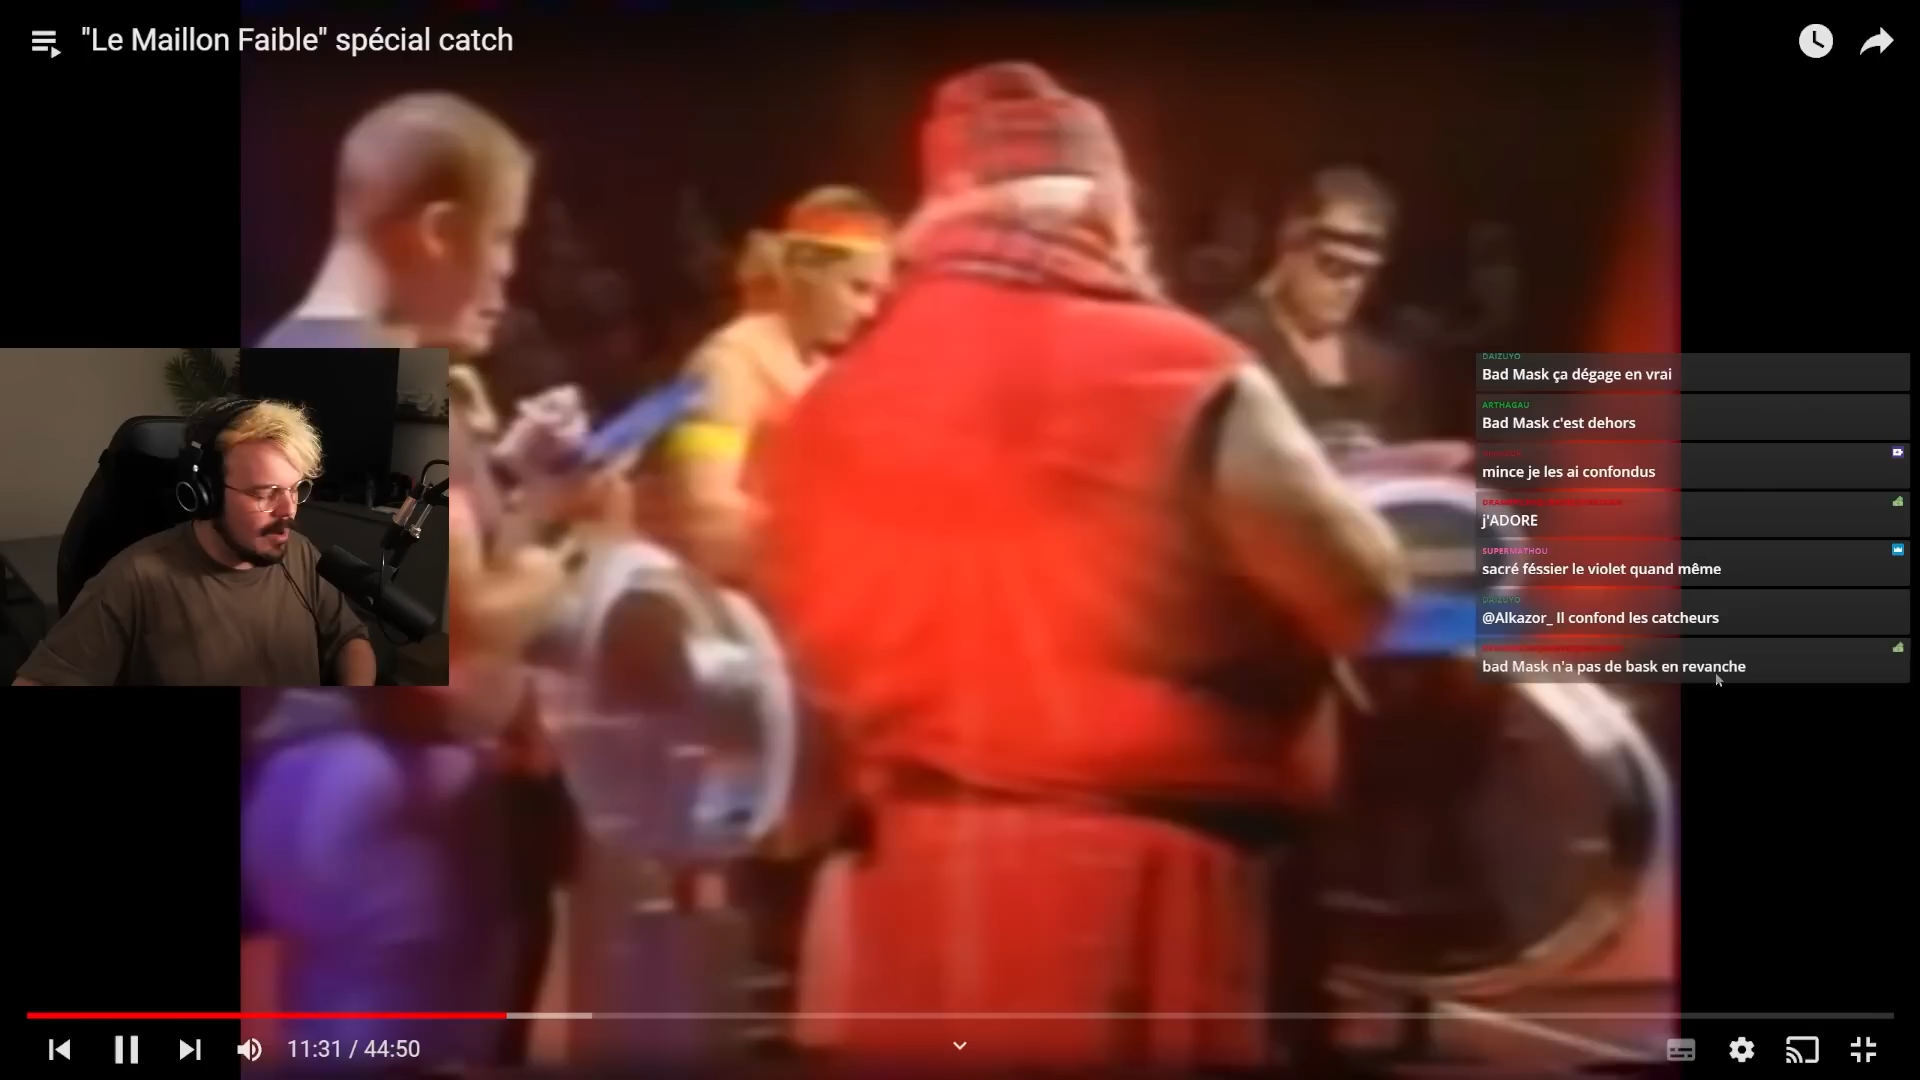 "Le Maillon Faible" spécial catch
DAIZUYO
Bad Mask ça dégage en vrai
ARTHAGAU
Bad Mask c'est dehors
mince je les ai confondus
j'ADORE
SUPERMATHOU
sacré féssier le violet quand même
DAIZUYO
@Alkazor_ Il confond les catcheurs
bad Mask n'a pas de bask en revanche
11:31 / 44:50